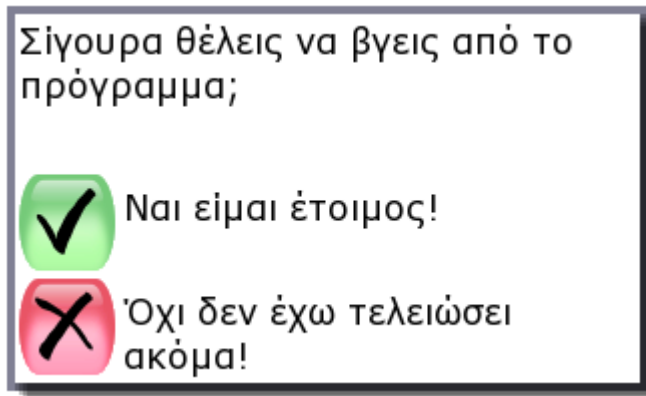 Σίγουρα θέλεις να βγεις από το
πρόγραμμα;
Ναι είμαι έτοιμος!
Όχι δεν έχω τελειώσει
ακόμα!